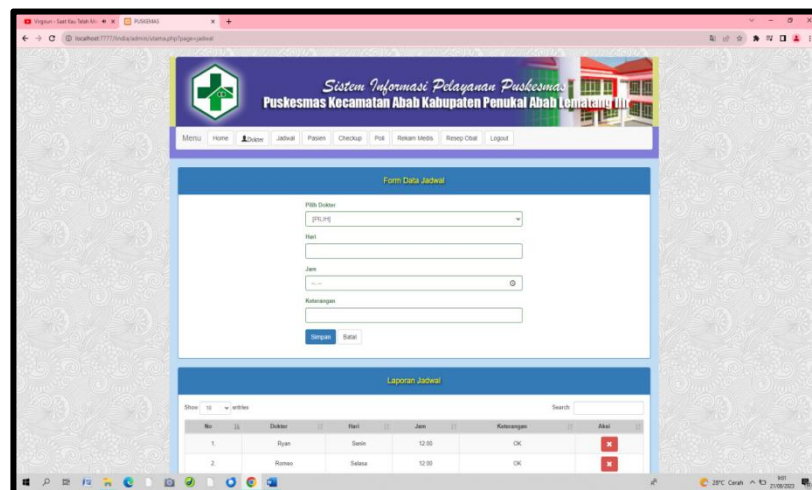 Virgoun - Saat Kau Telah Me
PUSKEMAS
localhost:7777/lindia/admin/utama.php?page=jadwal
Sistem Informasi Pelayanan Puskesmas
Puskesmas Kecamatan Abab Kabupaten Penukal Abab Lematang Ilir
Menu Home Dokter Jadwal Pasien Checkup Poli Rekam Medis Resep Obat Logout
Form Data Jadwal
Pilih Dokter
[PILIH]
Hari
Jam
--:--
Keterangan
Simpan Batal
Laporan Jadwal
Show 10 entries Search:
No Dokter Hari Jam Keterangan Aksi
1. Ryan Senin 12:00 OK
2. Romeo Selasa 12:00 OK
28°C Cerah 9:01
21/08/2023